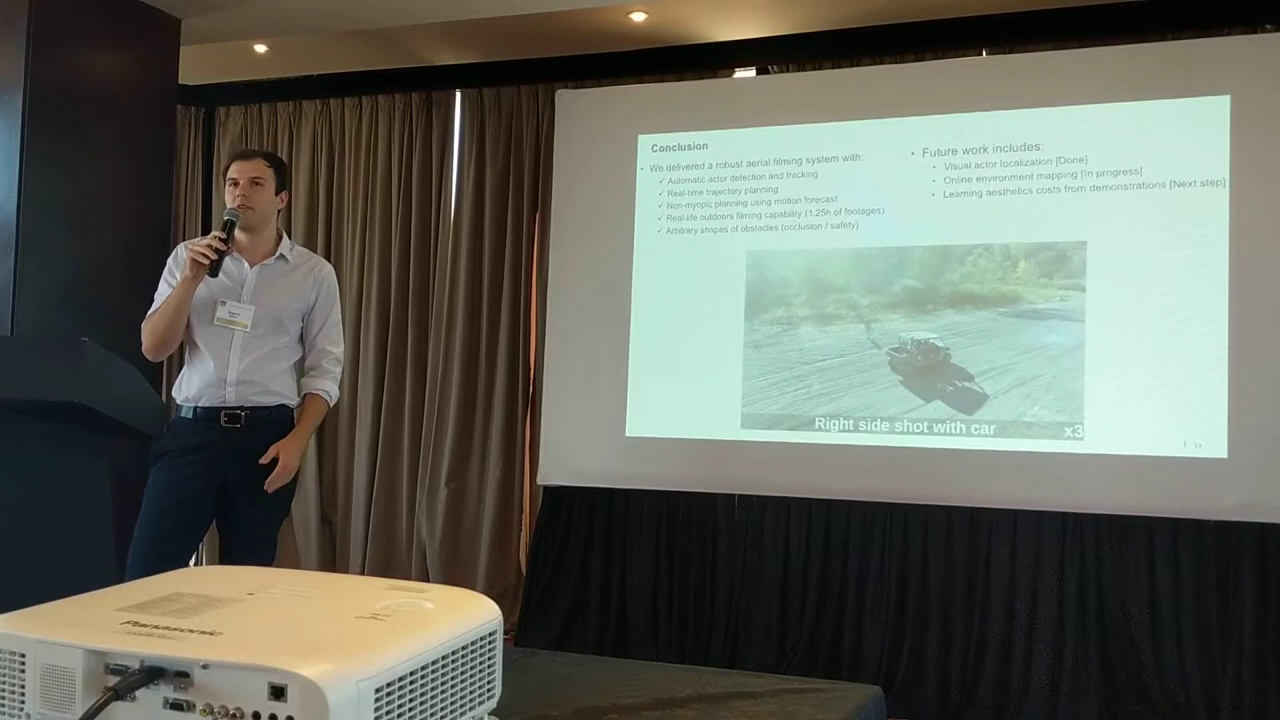 Conclusion
• We delivered a robust aerial filming system with:
✓ Automatic actor detection and tracking
✓ Real-time trajectory planning
✓ Non-myopic planning using motion forecast
✓ Real-life outdoors filming capability (1.25h of footages)
✓ Arbitrary shapes of obstacles (occlusion / safety)
• Future work includes:
• Visual actor localization [Done]
• Online environment mapping [In progress]
• Learning aesthetics costs from demonstrations [Next step]
Right side shot with car
x3
19
Panasonic